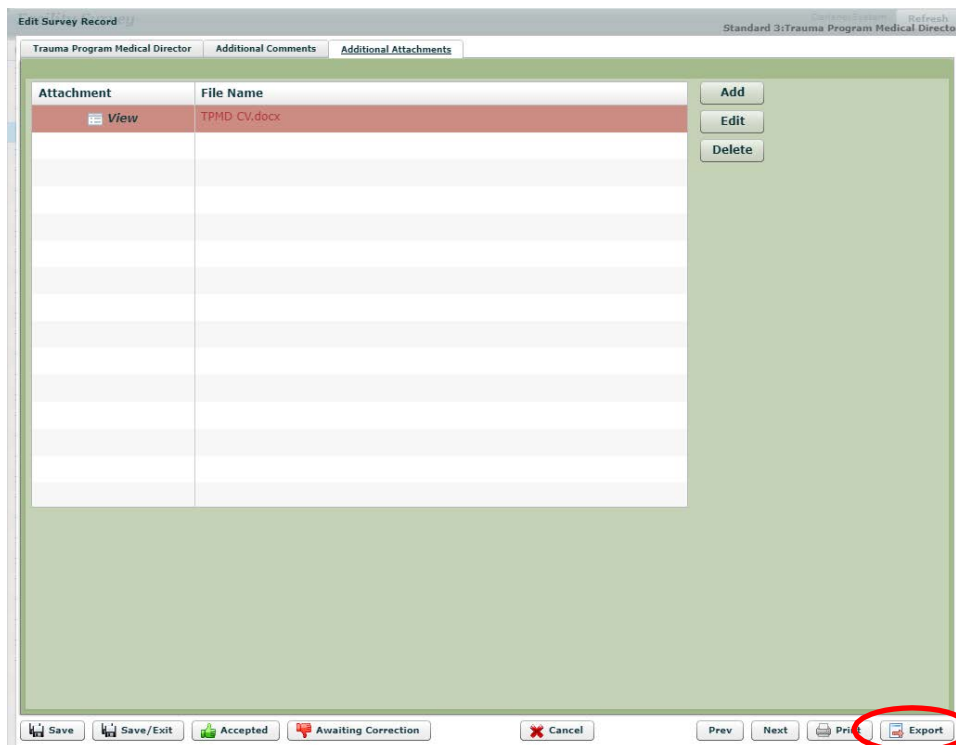 Edit Survey Record
Refresh
Standard 3:Trauma Program Medical Directo
Trauma Program Medical Director Additional Comments Additional Attachments
Attachment File Name Add
View TPMD CV.docx Edit
Delete
Save Save/Exit Accepted Awaiting Correction Cancel Prev Next Print Export